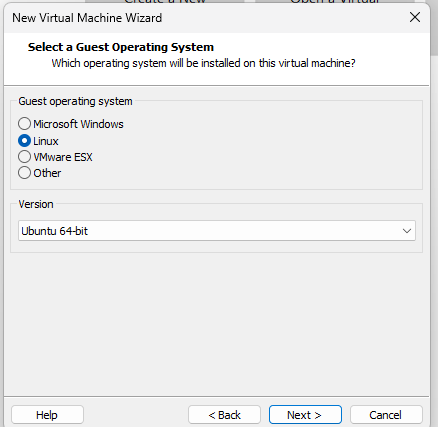 Create a New
Open a Virtual
New Virtual Machine Wizard
Select a Guest Operating System
Which operating system will be installed on this virtual machine?
Guest operating system
Microsoft Windows
Linux
VMware ESX
Other
Version
Ubuntu 64-bit
Help
< Back
Next >
Cancel